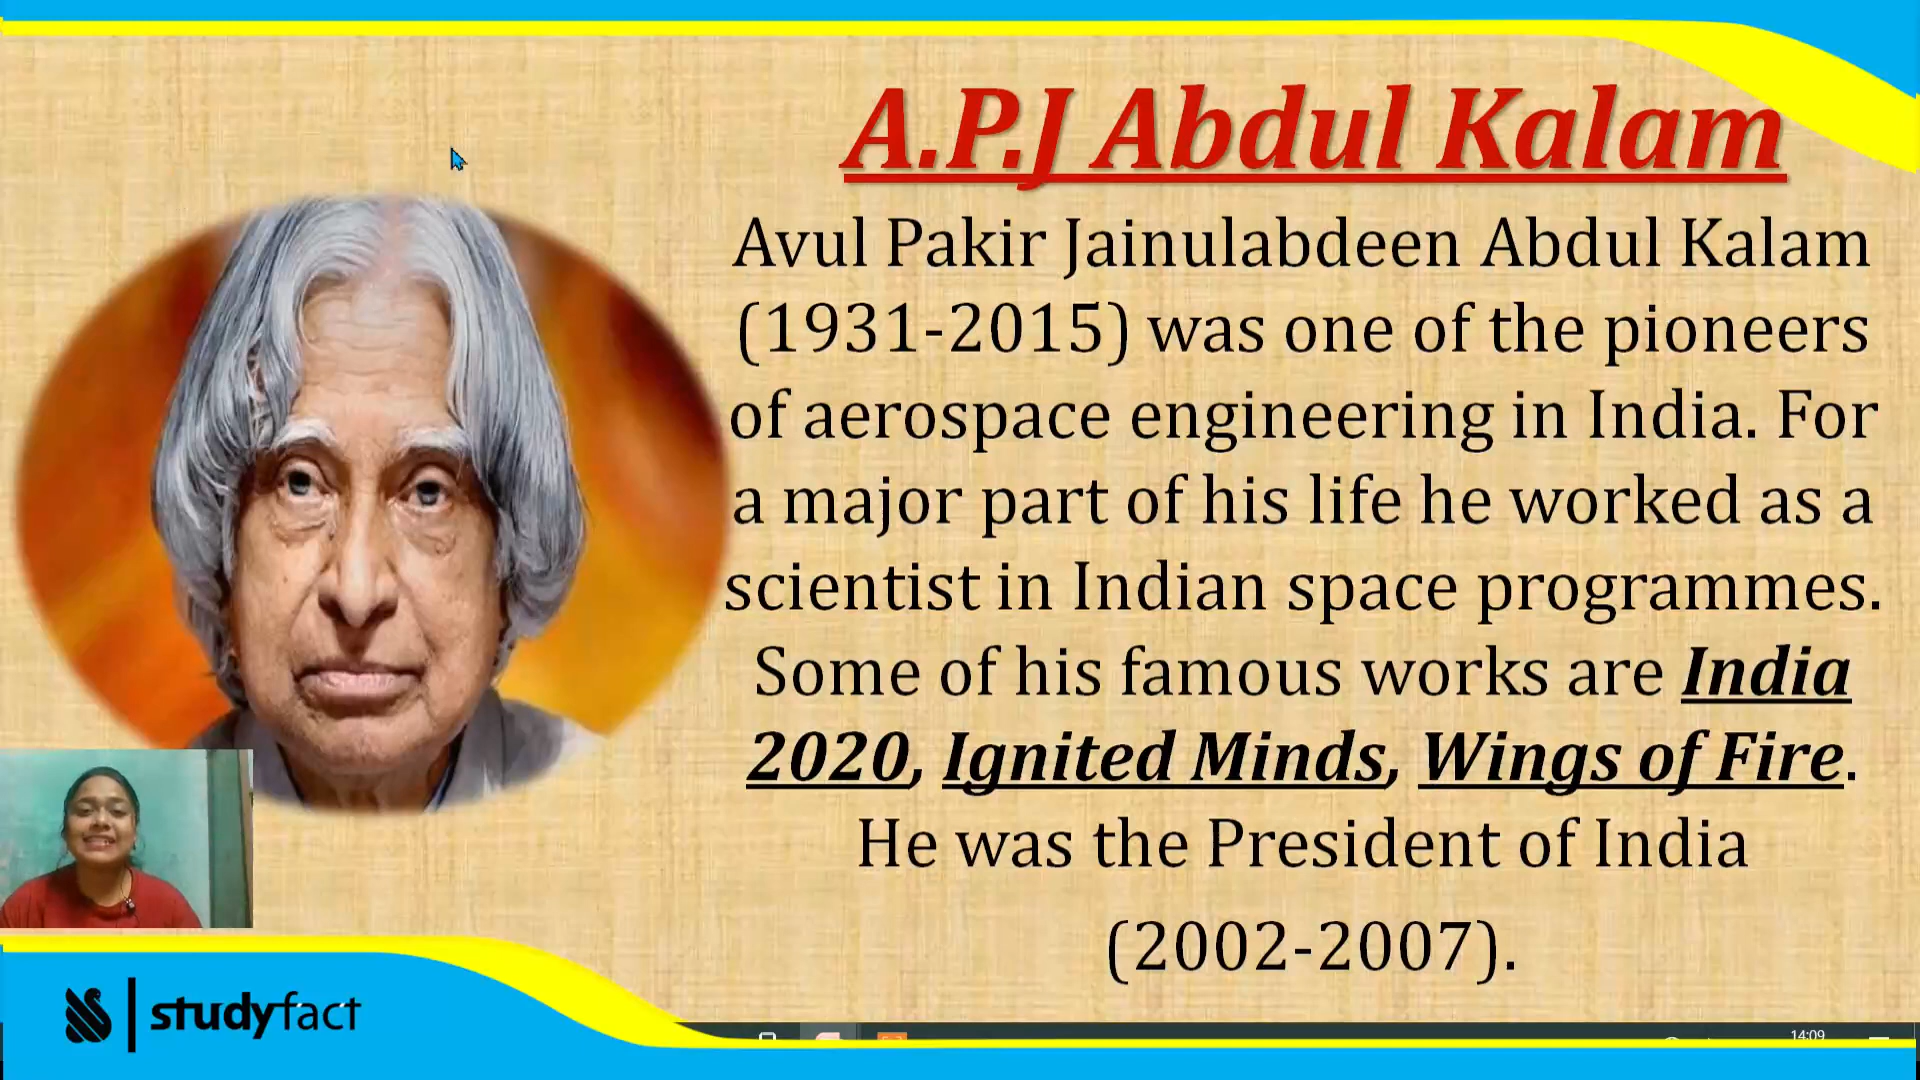 A.P.J Abdul Kalam
Avul Pakir Jainulabdeen Abdul Kalam
(1931-2015) was one of the pioneers
of aerospace engineering in India. For
a major part of his life he worked as a
scientist in Indian space programmes.
Some of his famous works are India
2020, Ignited Minds, Wings of Fire.
He was the President of India
(2002-2007).
studyfact
14:09